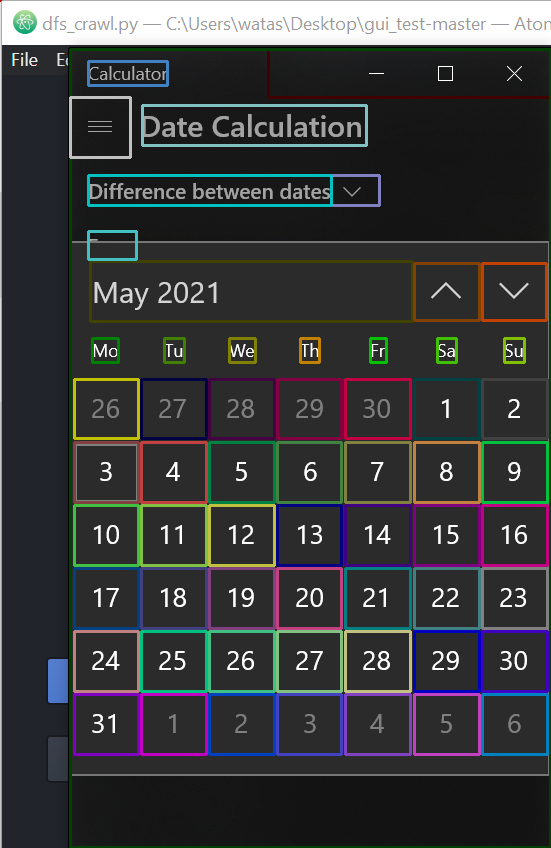 dfs_crawl.py — C:\Users\watas\Desktop\gui_test-master — Atom
File
Calculator
Date Calculation
Difference between dates
May 2021
Mo Tu We Th Fr Sa Su
26 27 28 29 30 1 2
3 4 5 6 7 8 9
10 11 12 13 14 15 16
17 18 19 20 21 22 23
24 25 26 27 28 29 30
31 1 2 3 4 5 6